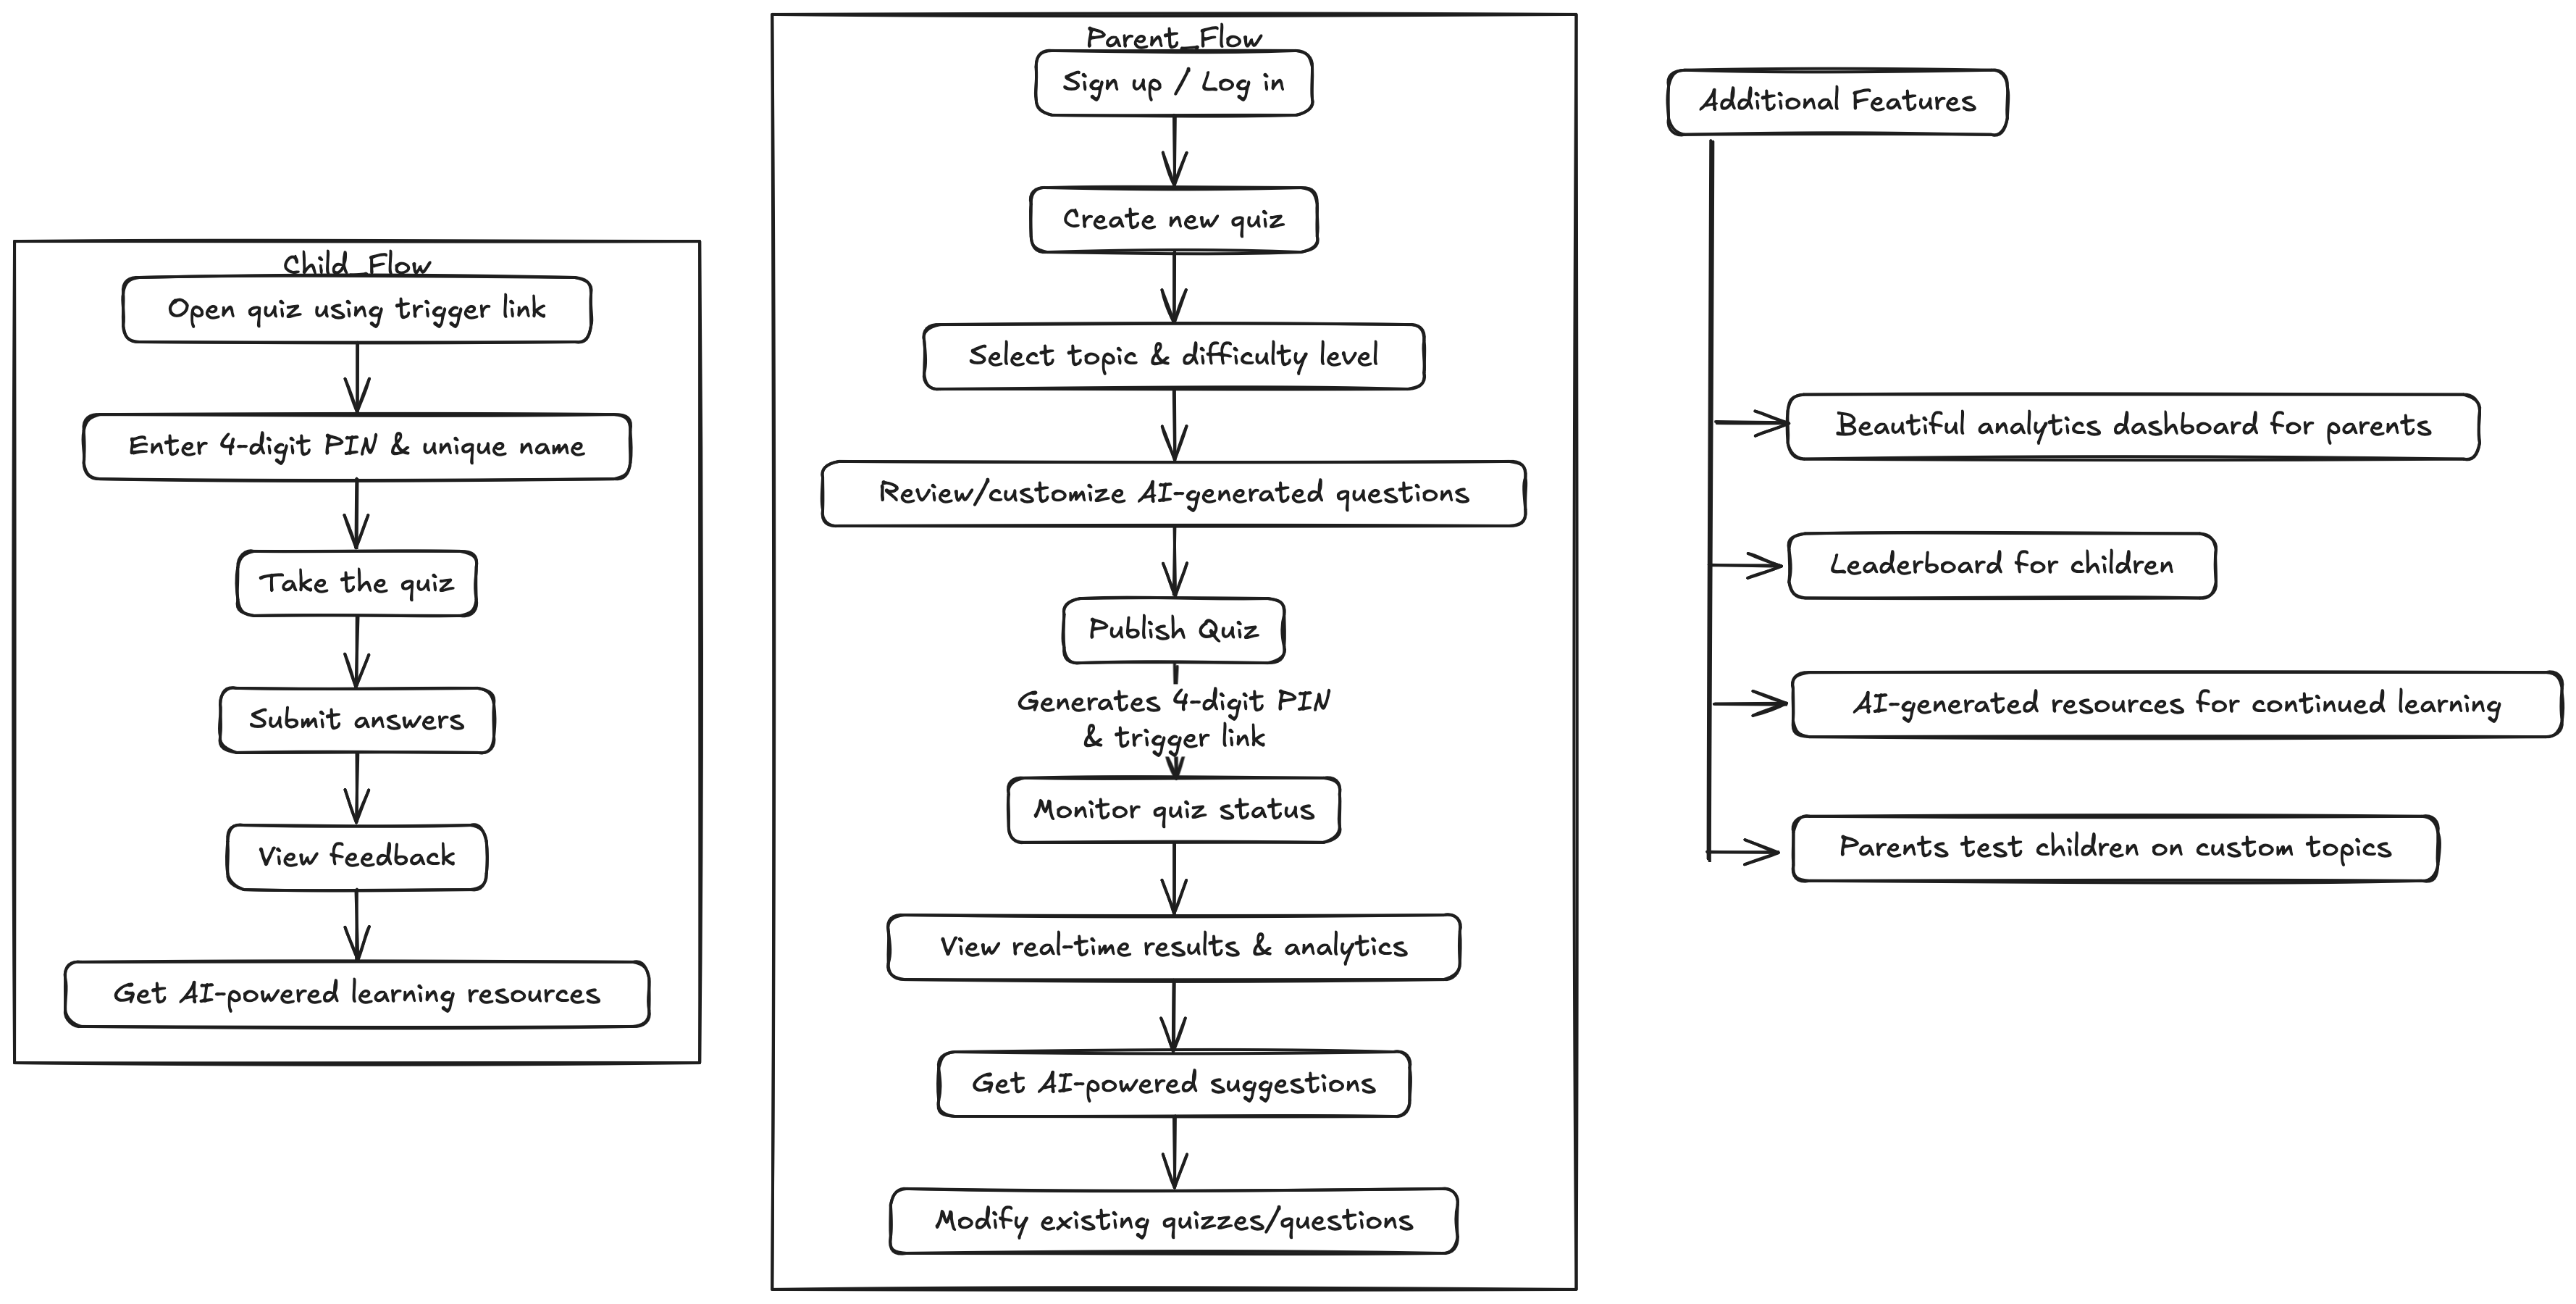 Child_Flow
Open quiz using trigger link
Enter 4-digit PIN & unique name
Take the quiz
Submit answers
View feedback
Get AI-powered learning resources
Parent_Flow
Sign up / Log in
Create new quiz
Select topic & difficulty level
Review/customize AI-generated questions
Publish Quiz
Generates 4-digit PIN
& trigger link
Monitor quiz status
View real-time results & analytics
Get AI-powered suggestions
Modify existing quizzes/questions
Additional Features
Beautiful analytics dashboard for parents
Leaderboard for children
AI-generated resources for continued learning
Parents test children on custom topics